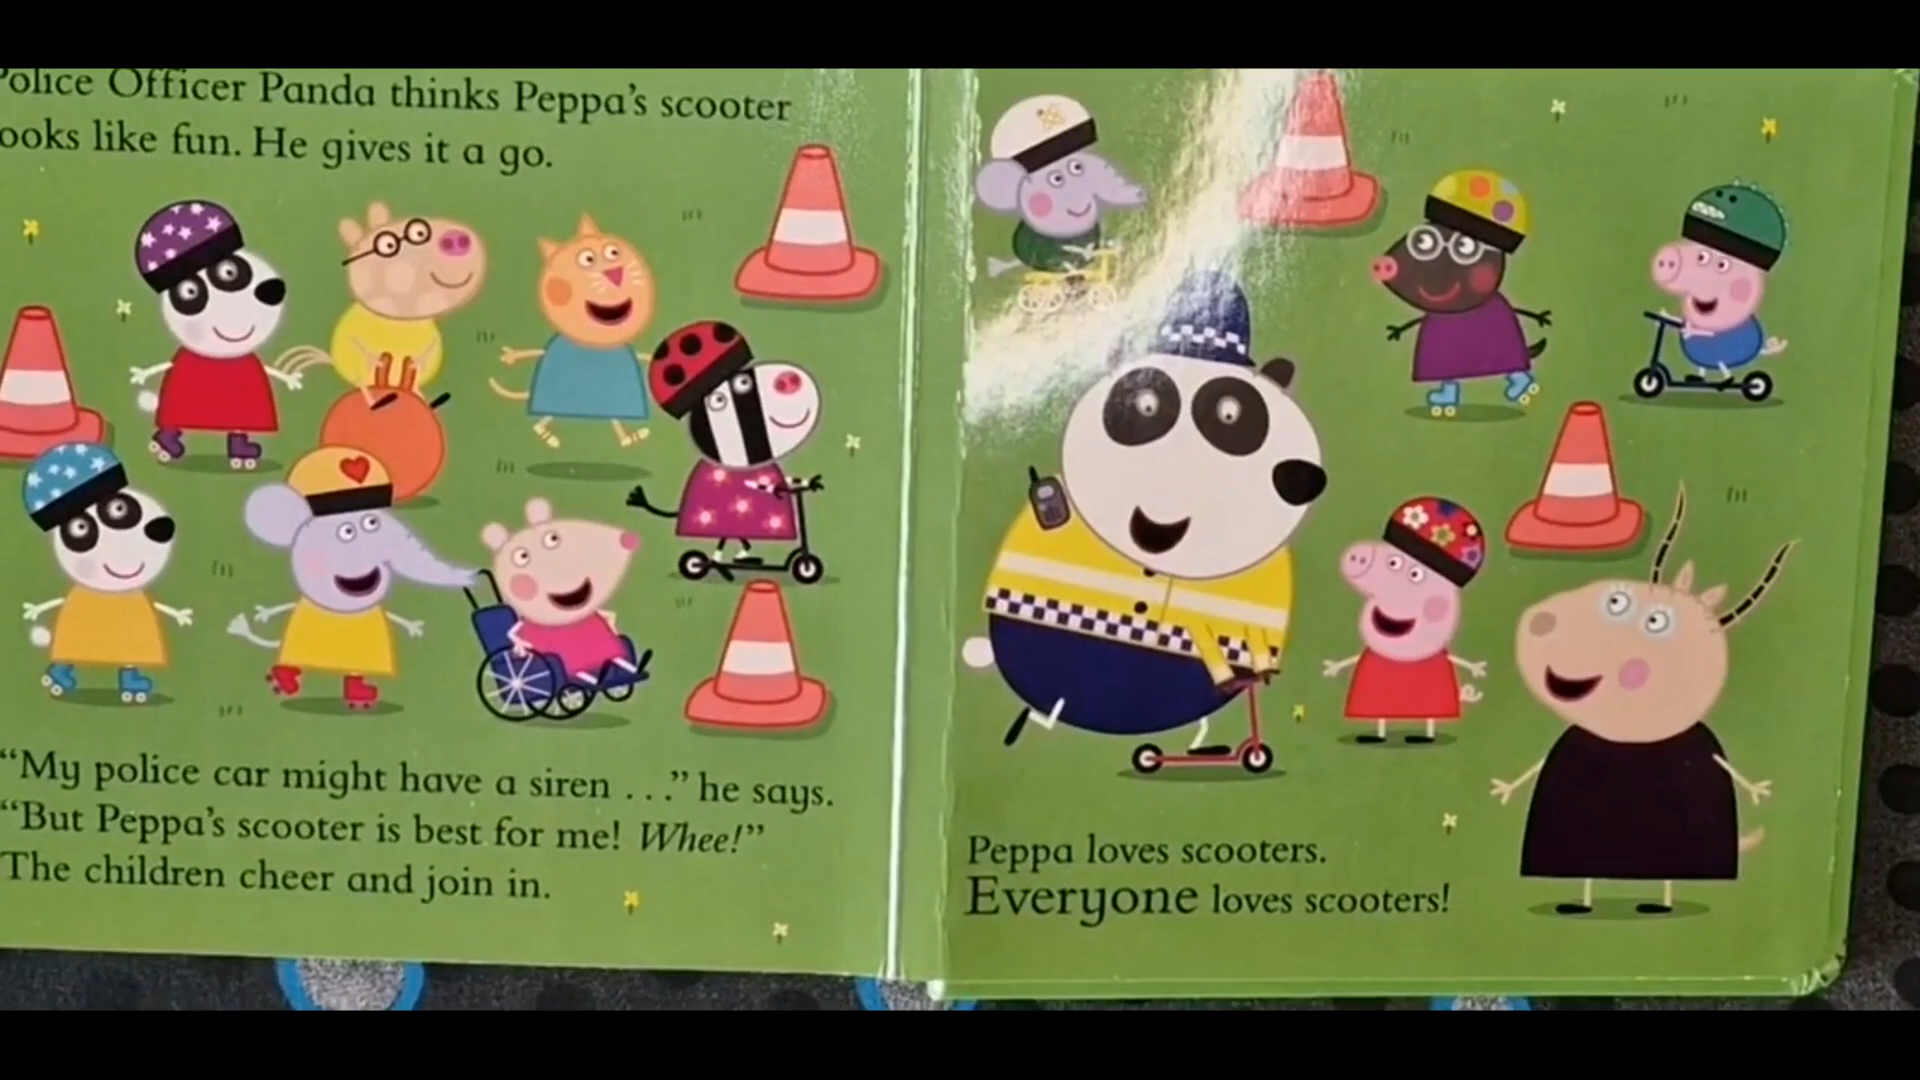 Police Officer Panda thinks Peppa's scooter
looks like fun. He gives it a go.
"My police car might have a siren . . ." he says.
"But Peppa's scooter is best for me! Whee!"
The children cheer and join in.
Peppa loves scooters.
Everyone loves scooters!